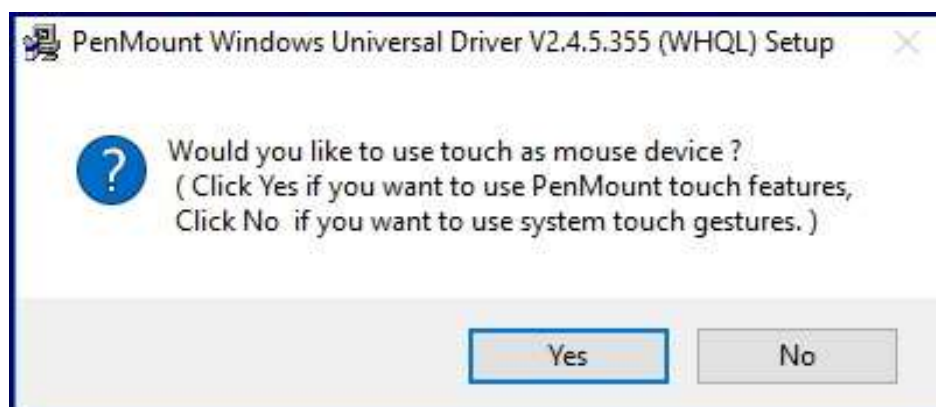 PenMount Windows Universal Driver V2.4.5.355 (WHQL) Setup
Would you like to use touch as mouse device ?
( Click Yes if you want to use PenMount touch features,
Click No  if you want to use system touch gestures. )
Yes
No